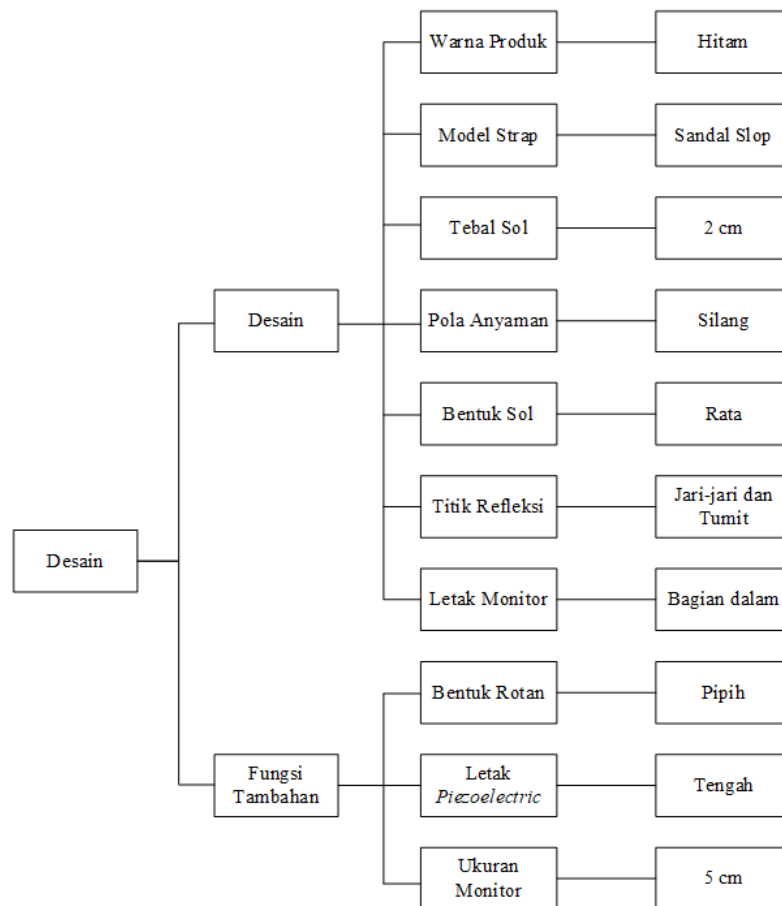 Warna Produk
Hitam
Model Strap
Sandal Slop
Tebal Sol
2 cm
Desain
Pola Anyaman
Silang
Bentuk Sol
Rata
Titik Refleksi
Jari-jari dan
Tumit
Desain
Letak Monitor
Bagian dalam
Bentuk Rotan
Pipih
Fungsi
Tambahan
Letak
Piezoelectric
Tengah
Ukuran
Monitor
5 cm